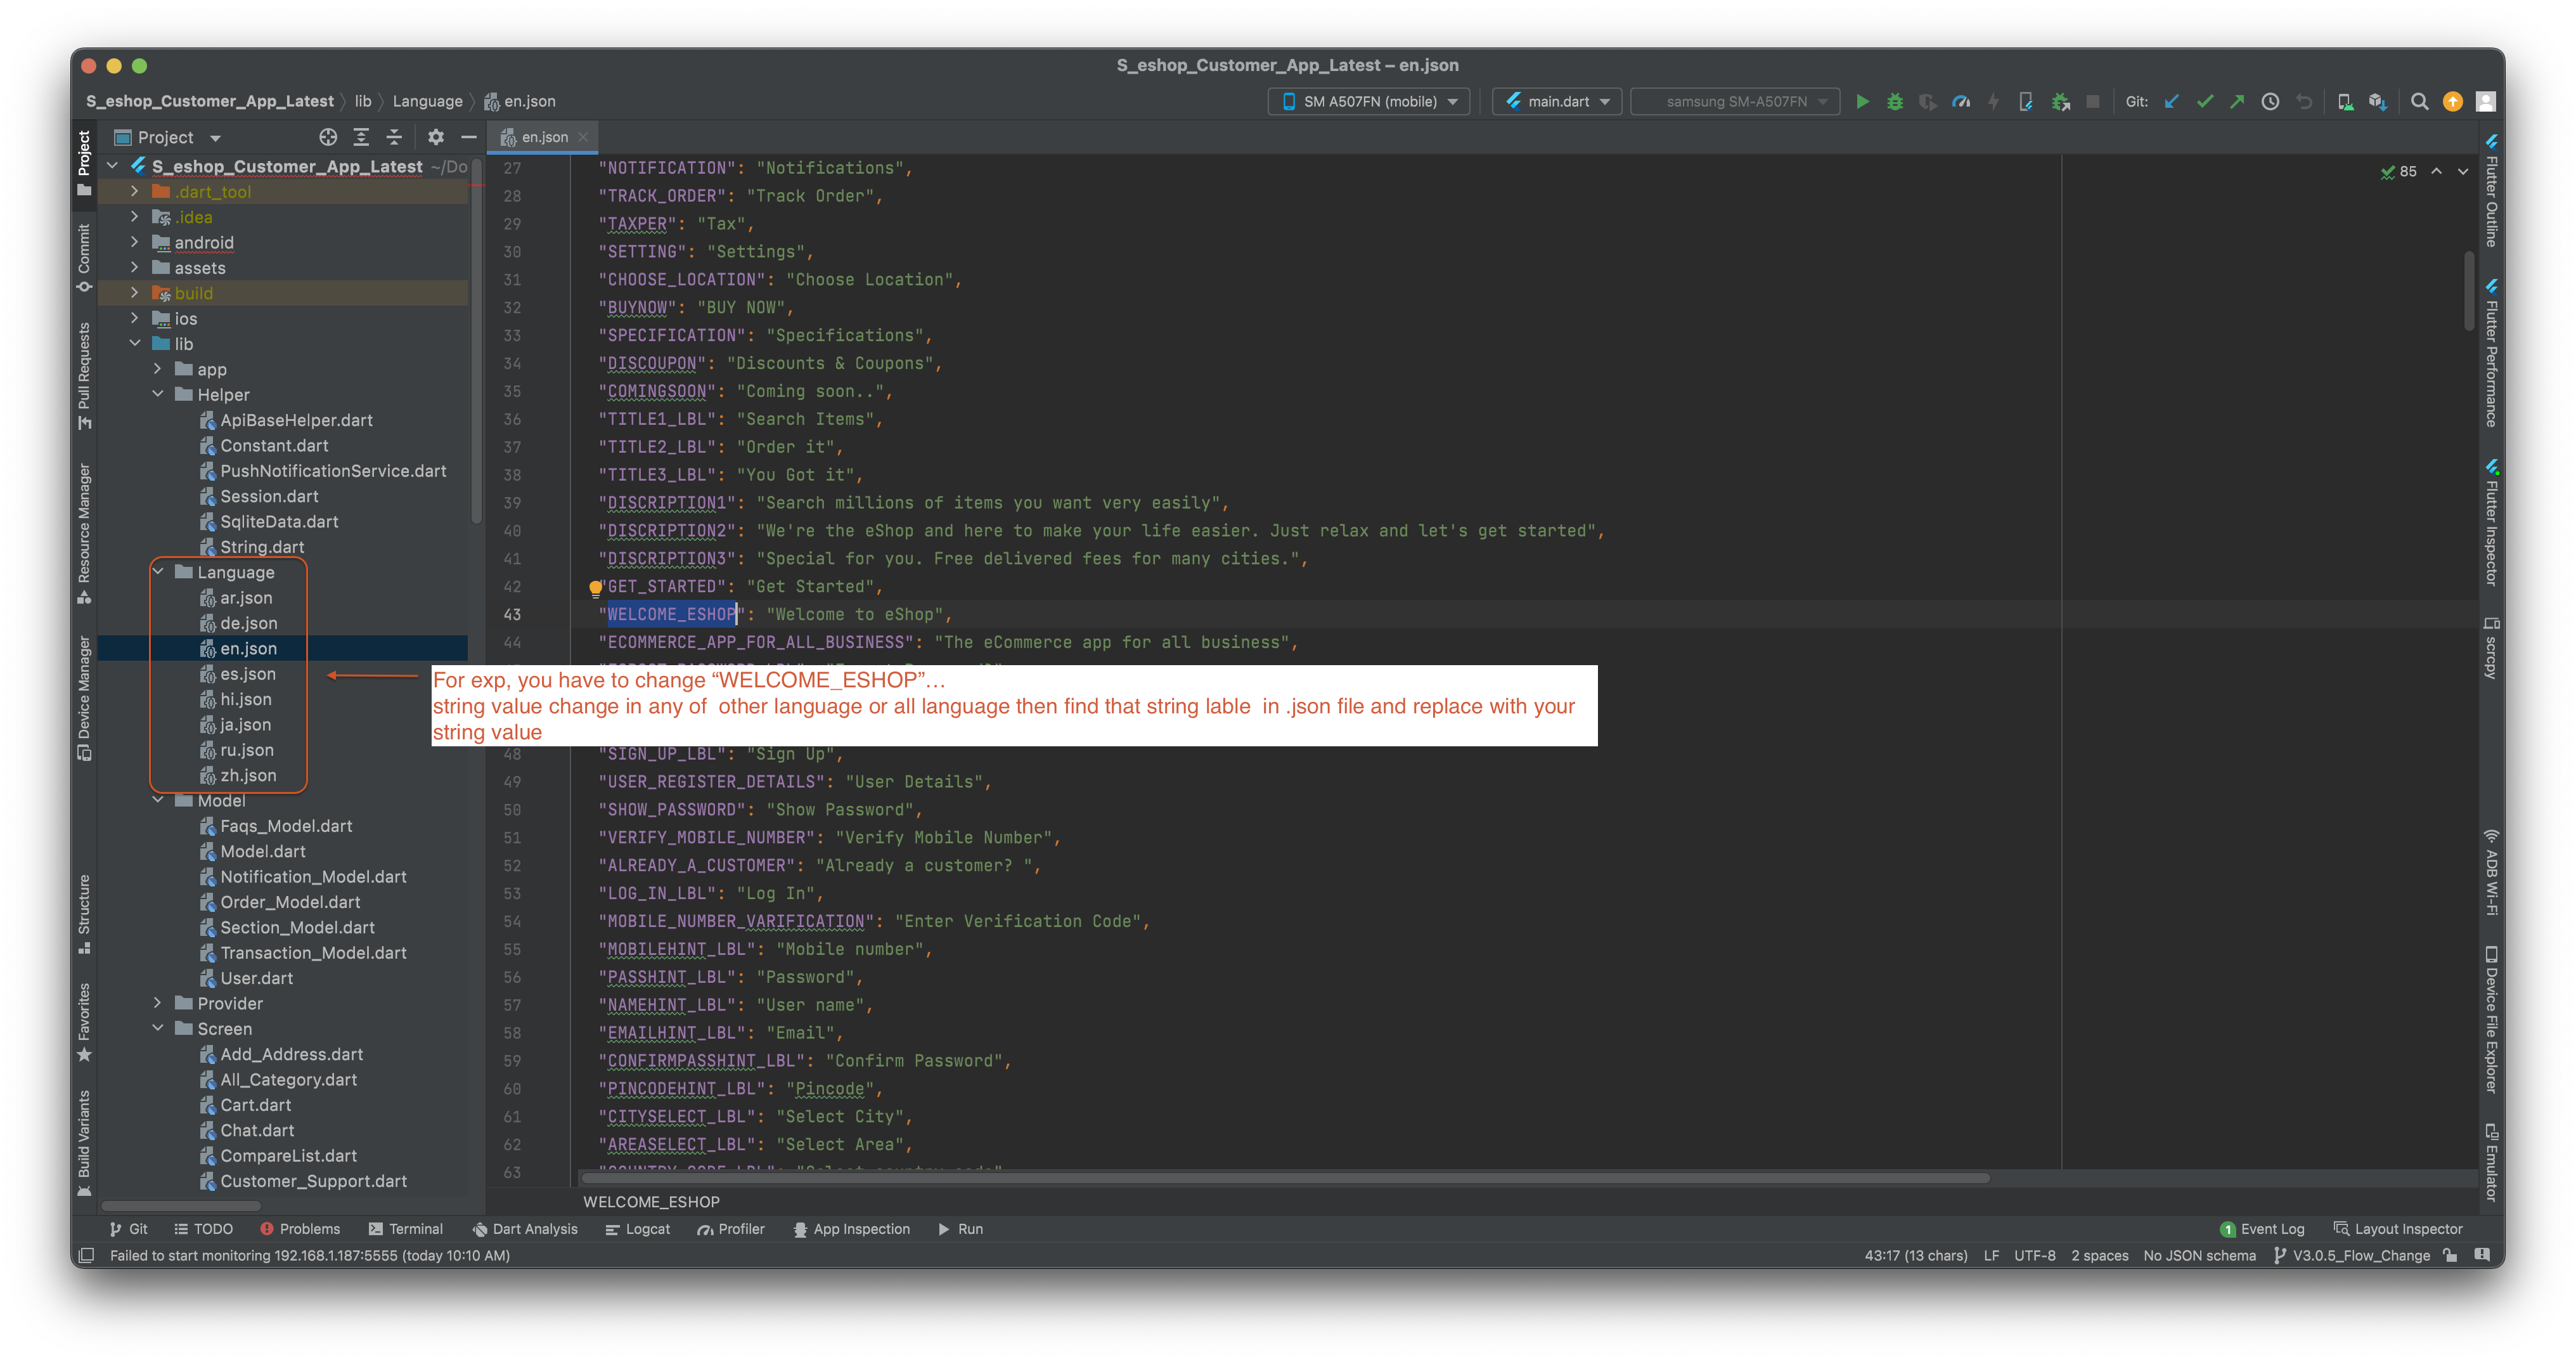 S_eshop_Customer_App_Latest – en.json
S_eshop_Customer_App_Latest lib Language en.json
SM A507FN (mobile) main.dart samsung SM-A507FN Git:
Project
en.json
S_eshop_Customer_App_Latest ~/Do
.dart_tool
.idea
android
assets
build
ios
lib
app
Helper
ApiBaseHelper.dart
Constant.dart
PushNotificationService.dart
Session.dart
SqliteData.dart
String.dart
Language
ar.json
de.json
en.json
es.json
hi.json
ja.json
ru.json
zh.json
Model
Faqs_Model.dart
Model.dart
Notification_Model.dart
Order_Model.dart
Section_Model.dart
Transaction_Model.dart
User.dart
Provider
Screen
Add_Address.dart
All_Category.dart
Cart.dart
Chat.dart
CompareList.dart
Customer_Support.dart
Project
Commit
Pull Requests
Resource Manager
Device Manager
Structure
Favorites
Build Variants
85
27 "NOTIFICATION": "Notifications",
28 "TRACK_ORDER": "Track Order",
29 "TAXPER": "Tax",
30 "SETTING": "Settings",
31 "CHOOSE_LOCATION": "Choose Location",
32 "BUYNOW": "BUY NOW",
33 "SPECIFICATION": "Specifications",
34 "DISCOUPON": "Discounts & Coupons",
35 "COMINGSOON": "Coming soon..",
36 "TITLE1_LBL": "Search Items",
37 "TITLE2_LBL": "Order it",
38 "TITLE3_LBL": "You Got it",
39 "DISCRIPTION1": "Search millions of items you want very easily",
40 "DISCRIPTION2": "We're the eShop and here to make your life easier. Just relax and let's get started",
41 "DISCRIPTION3": "Special for you. Free delivered fees for many cities.",
42 "GET_STARTED": "Get Started",
43 "WELCOME_ESHOP": "Welcome to eShop",
44 "ECOMMERCE_APP_FOR_ALL_BUSINESS": "The eCommerce app for all business",
For exp, you have to change “WELCOME_ESHOP”…
string value change in any of other language or all language then find that string lable in .json file and replace with your
string value
48 "SIGN_UP_LBL": "Sign Up",
49 "USER_REGISTER_DETAILS": "User Details",
50 "SHOW_PASSWORD": "Show Password",
51 "VERIFY_MOBILE_NUMBER": "Verify Mobile Number",
52 "ALREADY_A_CUSTOMER": "Already a customer? ",
53 "LOG_IN_LBL": "Log In",
54 "MOBILE_NUMBER_VARIFICATION": "Enter Verification Code",
55 "MOBILEHINT_LBL": "Mobile number",
56 "PASSHINT_LBL": "Password",
57 "NAMEHINT_LBL": "User name",
58 "EMAILHINT_LBL": "Email",
59 "CONFIRMPASSHINT_LBL": "Confirm Password",
60 "PINCODEHINT_LBL": "Pincode",
61 "CITYSELECT_LBL": "Select City",
62 "AREASELECT_LBL": "Select Area",
63
WELCOME_ESHOP
Flutter Outline
Flutter Performance
Flutter Inspector
scrcpy
ADB Wi-Fi
Device File Explorer
Emulator
Git TODO Problems Terminal Dart Analysis Logcat Profiler App Inspection Run 1 Event Log Layout Inspector
Failed to start monitoring 192.168.1.187:5555 (today 10:10 AM) 43:17 (13 chars) LF UTF-8 2 spaces No JSON schema V3.0.5_Flow_Change